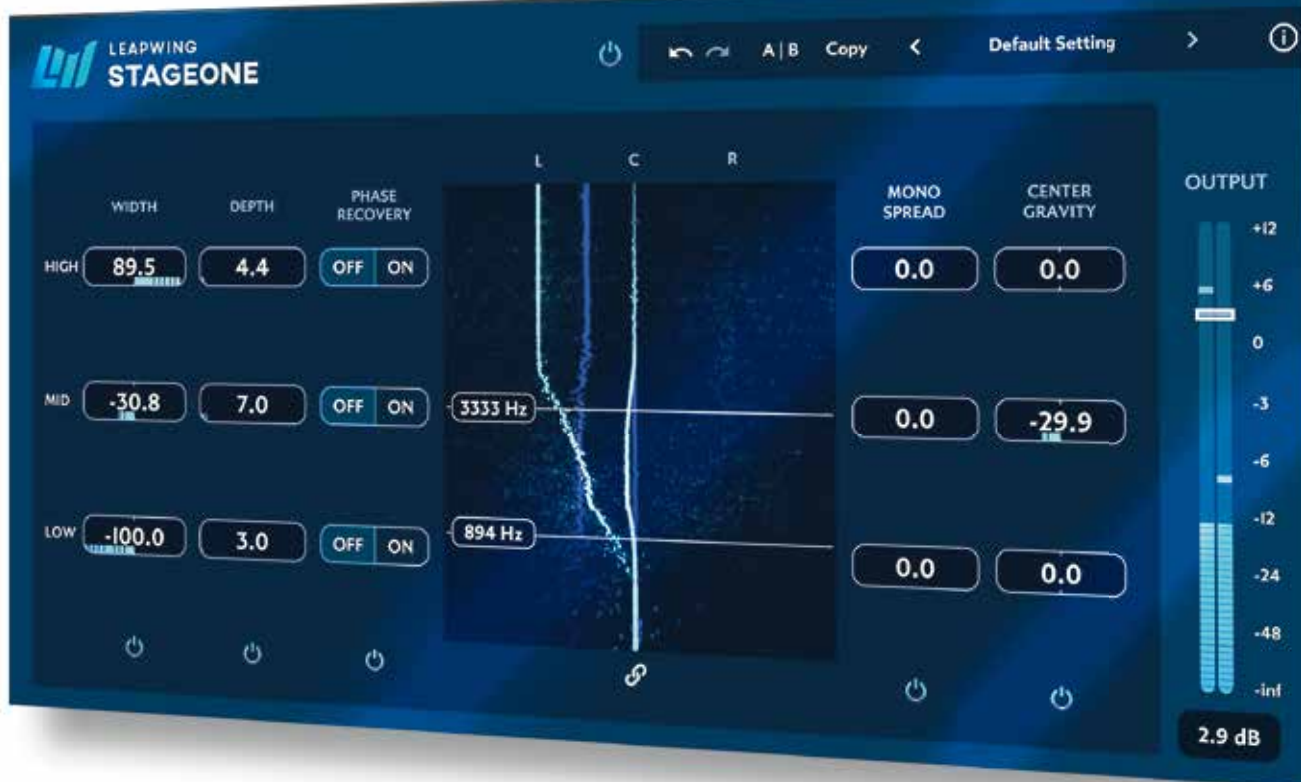 LEAPWING
STAGEONE
A|B Copy < Default Setting > i
L C R
WIDTH DEPTH PHASE RECOVERY
MONO SPREAD CENTER GRAVITY
OUTPUT
HIGH 89.5 4.4 OFF ON 0.0 0.0
MID -30.8 7.0 OFF ON 3333 Hz 0.0 -29.9
LOW -100.0 3.0 OFF ON 894 Hz 0.0 0.0
+12
+6
0
-3
-6
-12
-24
-48
-inf
2.9 dB